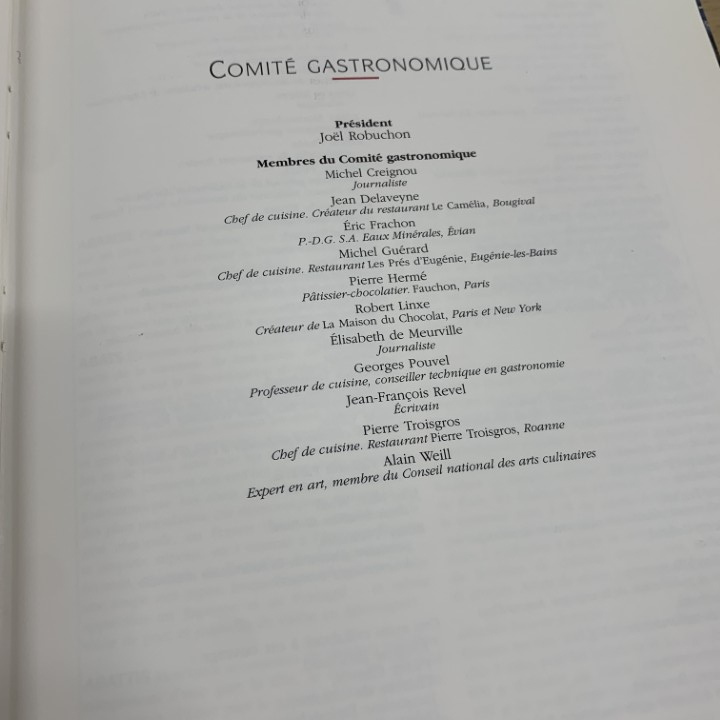 COMITÉ GASTRONOMIQUE
Président
Joël Robuchon
Membres du Comité gastronomique
Michel Creignou
Journaliste
Jean Delaveyne
Chef de cuisine. Créateur du restaurant Le Camélia, Bougival
Éric Frachon
P.-D.G. S.A. Eaux Minérales, Évian
Michel Guérard
Chef de cuisine. Restaurant Les Prés d'Eugénie, Eugénie-les-Bains
Pierre Hermé
Pâtissier-chocolatier. Fauchon, Paris
Robert Linxe
Créateur de La Maison du Chocolat, Paris et New York
Élisabeth de Meurville
Journaliste
Georges Pouvel
Professeur de cuisine, conseiller technique en gastronomie
Jean-François Revel
Écrivain
Pierre Troisgros
Chef de cuisine. Restaurant Pierre Troisgros, Roanne
Alain Weill
Expert en art, membre du Conseil national des arts culinaires